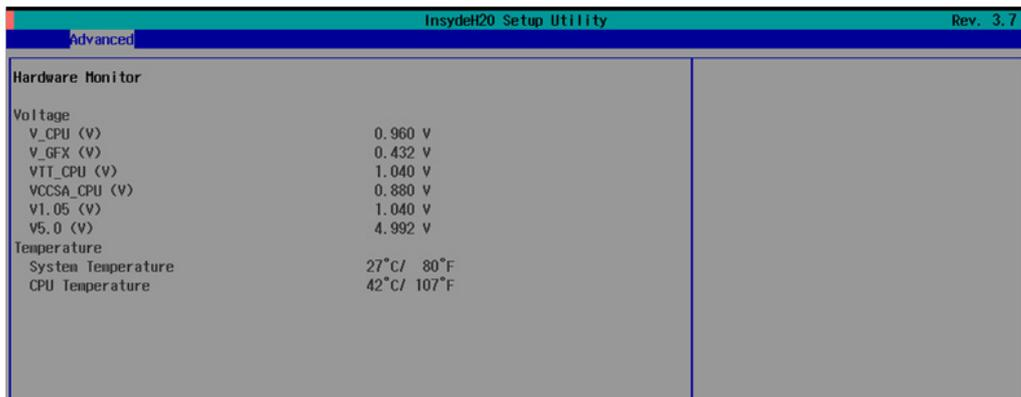 InsydeH2O Setup Utility Rev. 3.7
Advanced
Hardware Monitor
Voltage
V_CPU (V) 0.960 V
V_GFX (V) 0.432 V
VTT_CPU (V) 1.040 V
VCCSA_CPU (V) 0.880 V
V1.05 (V) 1.040 V
V5.0 (V) 4.992 V
Temperature
System Temperature 27°C/ 80°F
CPU Temperature 42°C/ 107°F